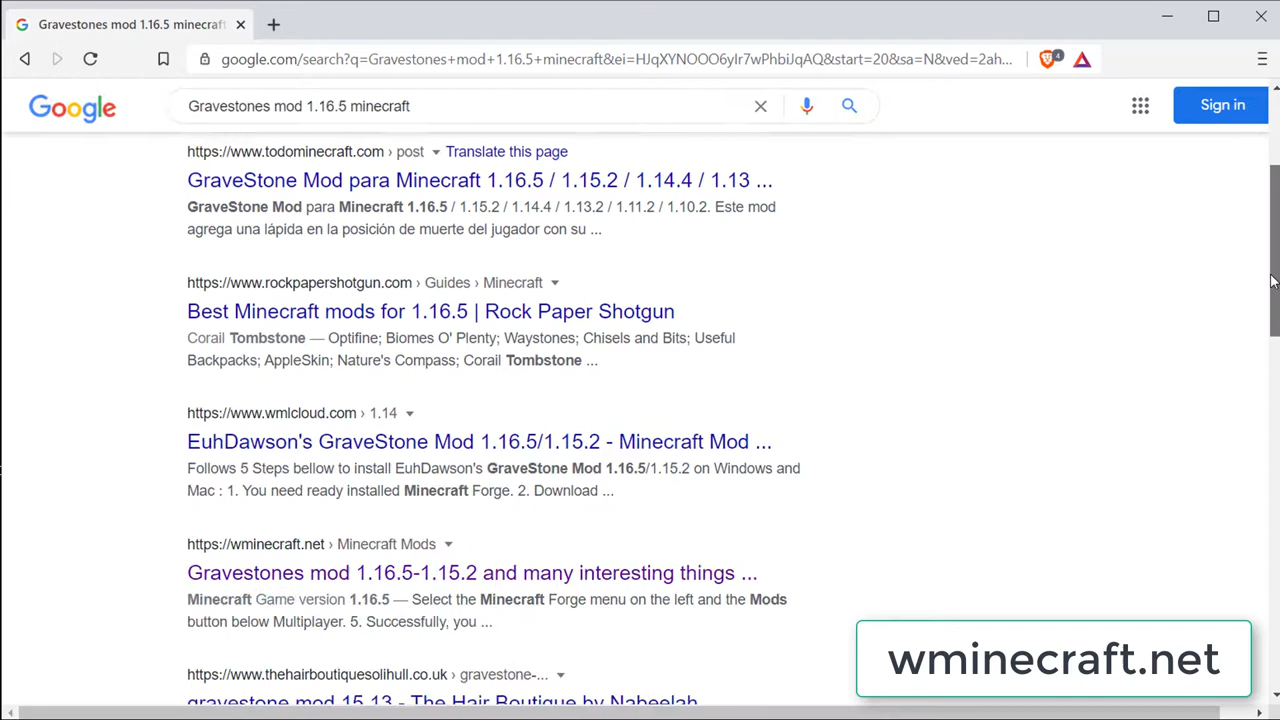 Gravestones mod 1.16.5 minecraft
google.com/search?q=Gravestones+mod+1.16.5+minecraft&ei=HJqXYNOOO6yIr7wPhbiJqAQ&start=20&sa=N&ved=2ah...
4
Google
Gravestones mod 1.16.5 minecraft
Sign in
https://www.todominecraft.com › post Translate this page
GraveStone Mod para Minecraft 1.16.5 / 1.15.2 / 1.14.4 / 1.13 ...
GraveStone Mod para Minecraft 1.16.5 / 1.15.2 / 1.14.4 / 1.13.2 / 1.11.2 / 1.10.2. Este mod
agrega una lápida en la posición de muerte del jugador con su ...
https://www.rockpapershotgun.com › Guides › Minecraft
Best Minecraft mods for 1.16.5 | Rock Paper Shotgun
Corail Tombstone — Optifine; Biomes O' Plenty; Waystones; Chisels and Bits; Useful
Backpacks; AppleSkin; Nature's Compass; Corail Tombstone ...
https://www.wmlcloud.com › 1.14
EuhDawson's GraveStone Mod 1.16.5/1.15.2 - Minecraft Mod ...
Follows 5 Steps bellow to install EuhDawson's GraveStone Mod 1.16.5/1.15.2 on Windows and
Mac : 1. You need ready installed Minecraft Forge. 2. Download ...
https://wminecraft.net › Minecraft Mods
Gravestones mod 1.16.5-1.15.2 and many interesting things ...
Minecraft Game version 1.16.5 — Select the Minecraft Forge menu on the left and the Mods
button below Multiplayer. 5. Successfully, you ...
wminecraft.net
https://www.thehairboutiquesolihull.co.uk › gravestone-...
gravestone mod 15.13 - The Hair Boutique by Nabeelah